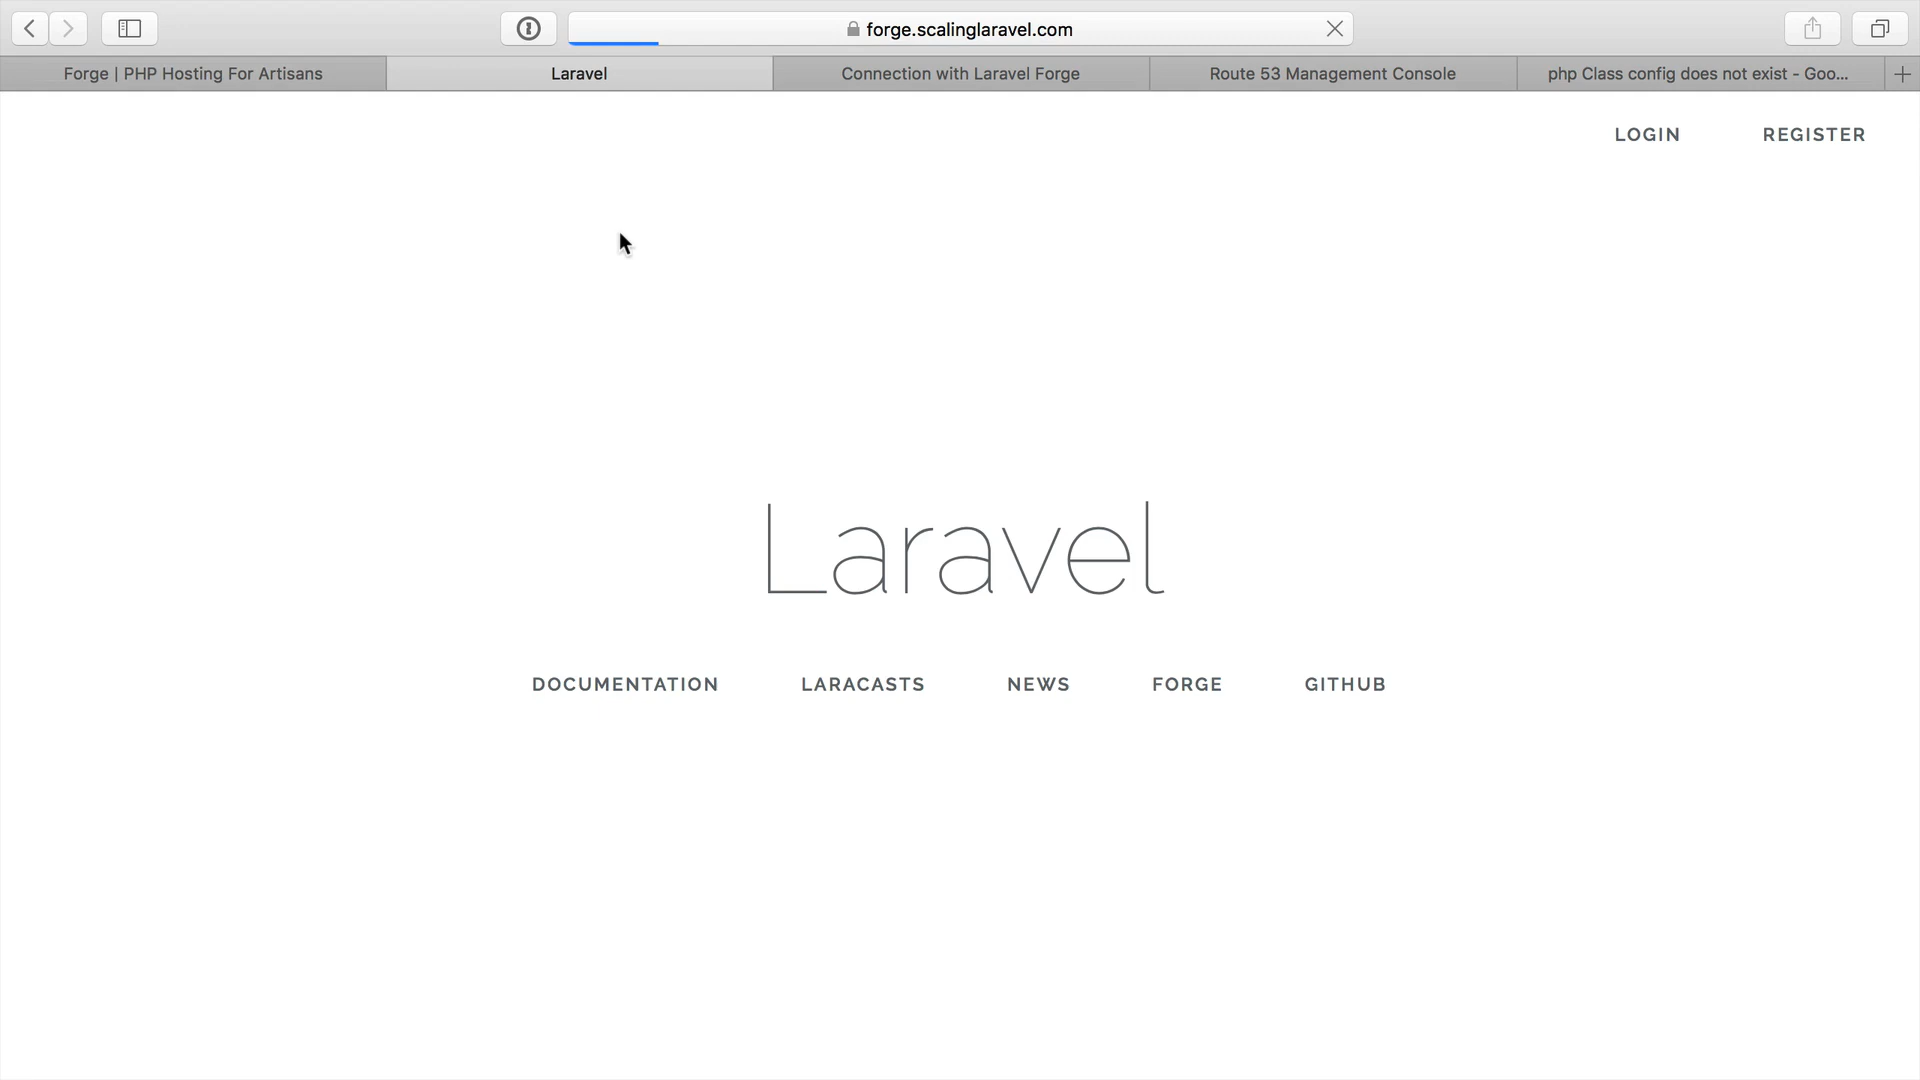 forge.scalinglaravel.com
Forge | PHP Hosting For Artisans
Laravel
Connection with Laravel Forge
Route 53 Management Console
php Class config does not exist - Goo...
LOGIN
REGISTER
Laravel
DOCUMENTATION
LARACASTS
NEWS
FORGE
GITHUB